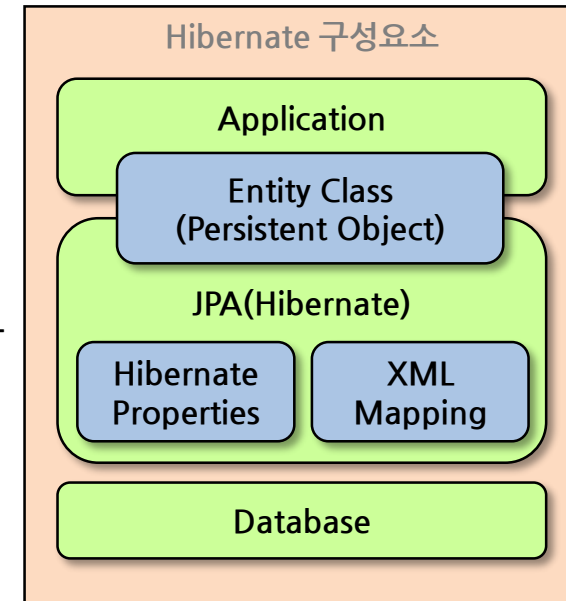 Hibernate 구성요소
Application
Entity Class
(Persistent Object)
JPA(Hibernate)
Hibernate
Properties
XML
Mapping
Database